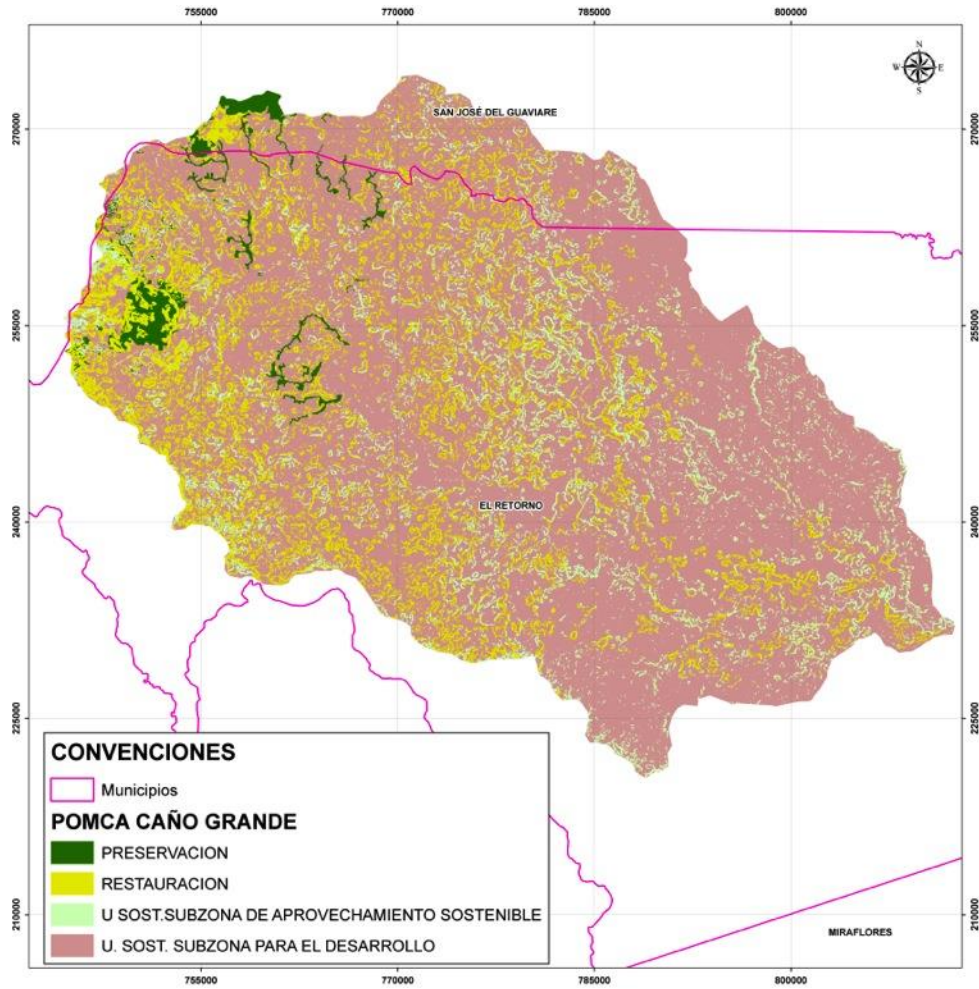 755000
770000
785000
800000
N
W
E
S
270000
270000
SAN JOSÉ DEL GUAVIARE
255000
255000
EL RETORNO
240000
240000
225000
225000
CONVENCIONES
Municipios
POMCA CAÑO GRANDE
PRESERVACION
RESTAURACION
U SOST.SUBZONA DE APROVECHAMIENTO SOSTENIBLE
U. SOST. SUBZONA PARA EL DESARROLLO
210000
210000
MIRAFLORES
755000
770000
785000
800000